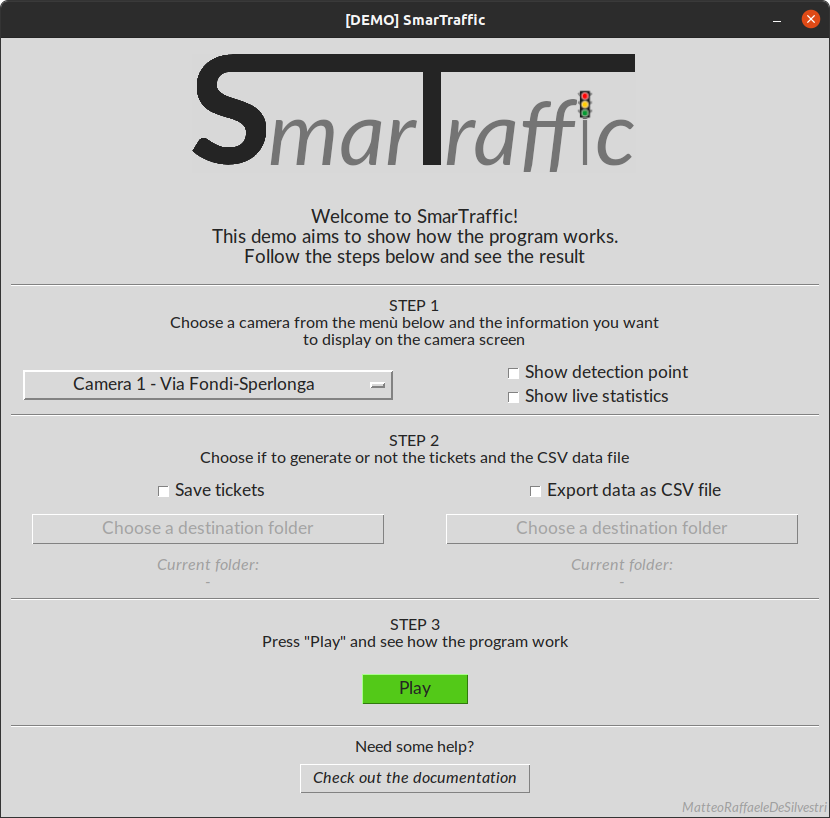 [DEMO] SmarTraffic
SmarTraffic
Welcome to SmarTraffic!
This demo aims to show how the program works.
Follow the steps below and see the result
STEP 1
Choose a camera from the menù below and the information you want
to display on the camera screen
Camera 1 - Via Fondi-Sperlonga
Show detection point
Show live statistics
STEP 2
Choose if to generate or not the tickets and the CSV data file
Save tickets
Export data as CSV file
Choose a destination folder
Choose a destination folder
Current folder:
-
Current folder:
-
STEP 3
Press "Play" and see how the program work
Play
Need some help?
Check out the documentation
MatteoRaffaeleDeSilvestri